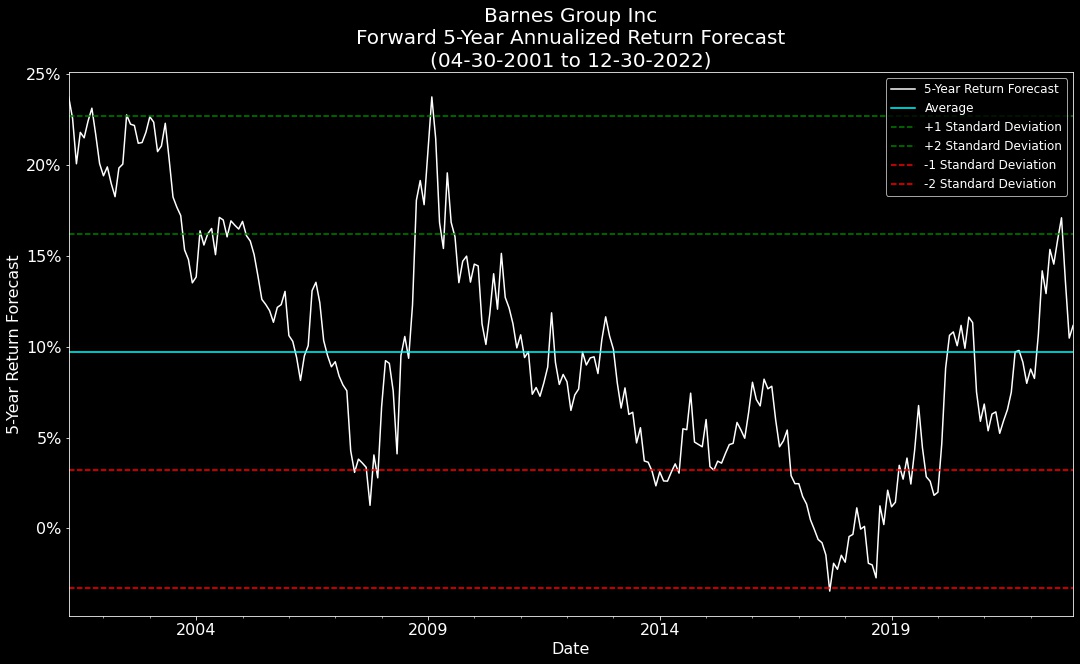 Barnes Group Inc
Forward 5-Year Annualized Return Forecast
(04-30-2001 to 12-30-2022)
25%
20%
15%
10%
5%
0%
5-Year Return Forecast
5-Year Return Forecast
Average
+1 Standard Deviation
+2 Standard Deviation
-1 Standard Deviation
-2 Standard Deviation
2004
2009
2014
2019
Date